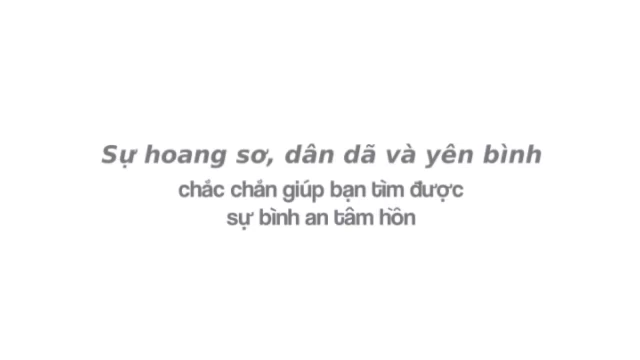 Sự hoang sơ, dân dã và yên bình
chắc chắn giúp bạn tìm được
sự bình an tâm hồn